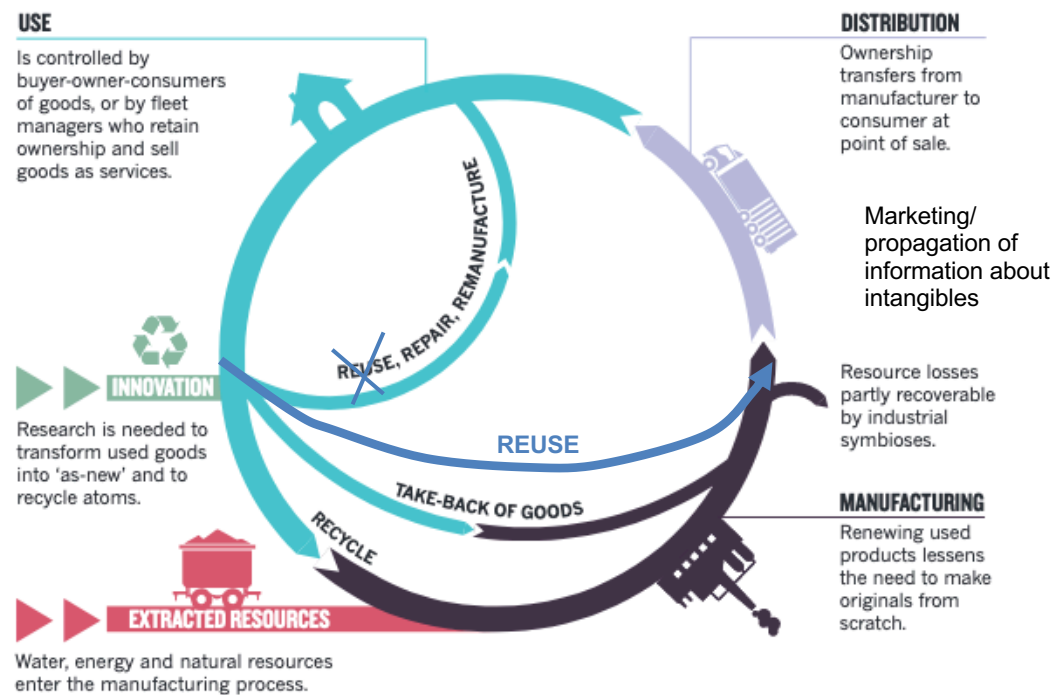 USE
Is controlled by
buyer-owner-consumers
of goods, or by fleet
managers who retain
ownership and sell
goods as services.
DISTRIBUTION
Ownership
transfers from
manufacturer to
consumer at
point of sale.
Marketing/
propagation of
information about
intangibles
REUSE, REPAIR, REMANUFACTURE
INNOVATION
Research is needed to
transform used goods
into ‘as-new’ and to
recycle atoms.
Resource losses
partly recoverable
by industrial
symbioses.
REUSE
TAKE-BACK OF GOODS
RECYCLE
MANUFACTURING
Renewing used
products lessens
the need to make
originals from
scratch.
EXTRACTED RESOURCES
Water, energy and natural resources
enter the manufacturing process.